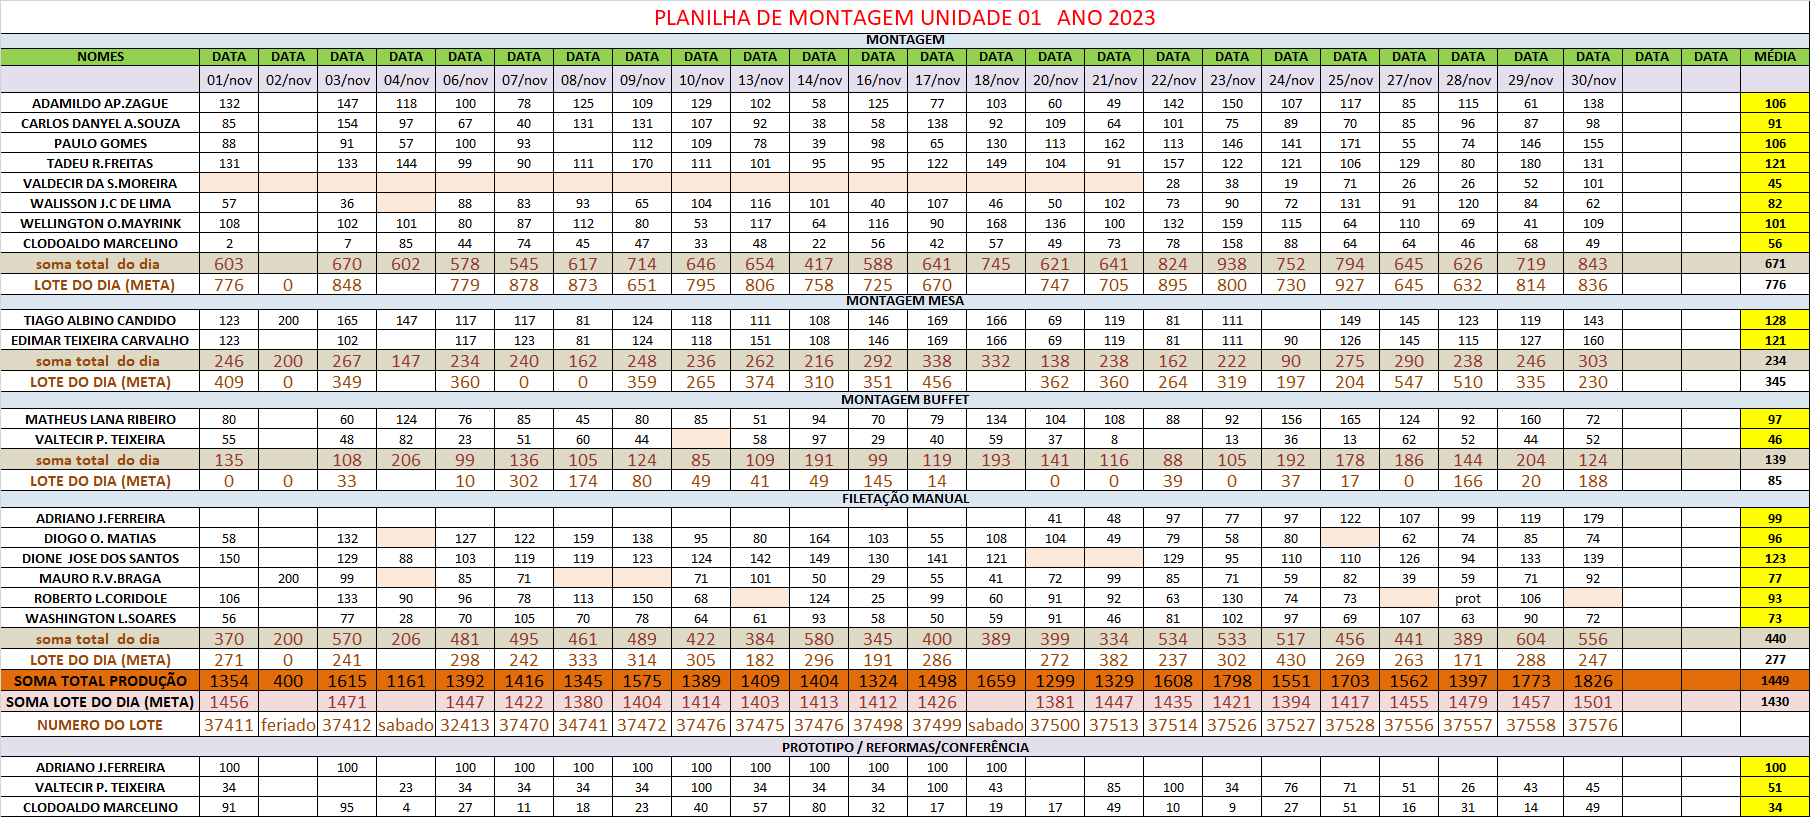 PLANILHA DE MONTAGEM UNIDADE 01   ANO 2023
MONTAGEM
NOMES DATA DATA DATA DATA DATA DATA DATA DATA DATA DATA DATA DATA DATA DATA DATA DATA DATA DATA DATA DATA DATA DATA DATA DATA DATA DATA MÉDIA
01/nov 02/nov 03/nov 04/nov 06/nov 07/nov 08/nov 09/nov 10/nov 13/nov 14/nov 16/nov 17/nov 18/nov 20/nov 21/nov 22/nov 23/nov 24/nov 25/nov 27/nov 28/nov 29/nov 30/nov
ADAMILDO AP.ZAGUE 132 147 118 100 78 125 109 129 102 58 125 77 103 60 49 142 150 107 117 85 115 61 138 106
CARLOS DANYEL A.SOUZA 85 154 97 67 40 131 131 107 92 38 58 138 92 109 64 101 75 89 70 85 96 87 98 91
PAULO GOMES 88 91 57 100 93 112 109 78 39 98 65 130 113 162 113 146 141 171 55 74 146 155 106
TADEU R.FREITAS 131 133 144 99 90 111 170 111 101 95 95 122 149 104 91 157 122 121 106 129 80 180 131 121
VALDECIR DA S.MOREIRA 28 38 19 71 26 26 52 101 45
WALISSON J.C DE LIMA 57 36 88 83 93 65 104 116 101 40 107 46 50 102 73 90 72 131 91 120 84 62 82
WELLINGTON O.MAYRINK 108 102 101 80 87 112 80 53 117 64 116 90 168 136 100 132 159 115 64 110 69 41 109 101
CLODOALDO MARCELINO 2 7 85 44 74 45 47 33 48 22 56 42 57 49 73 78 158 88 64 64 46 68 49 56
soma total  do dia 603 670 602 578 545 617 714 646 654 417 588 641 745 621 641 824 938 752 794 645 626 719 843 671
LOTE DO DIA (META) 776 0 848 779 878 873 651 795 806 758 725 670 747 705 895 800 730 927 645 632 814 836 776
MONTAGEM MESA
TIAGO ALBINO CANDIDO 123 200 165 147 117 117 81 124 118 111 108 146 169 166 69 119 81 111 149 145 123 119 143 128
EDIMAR TEIXEIRA CARVALHO 123 102 117 123 81 124 118 151 108 146 169 166 69 119 81 111 90 126 145 115 127 160 121
soma total  do dia 246 200 267 147 234 240 162 248 236 262 216 292 338 332 138 238 162 222 90 275 290 238 246 303 234
LOTE DO DIA (META) 409 0 349 360 0 0 359 265 374 310 351 456 362 360 264 319 197 204 547 510 335 230 345
MONTAGEM BUFFET
MATHEUS LANA RIBEIRO 80 60 124 76 85 45 80 85 51 94 70 79 134 104 108 88 92 156 165 124 92 160 72 97
VALTECIR P. TEIXEIRA 55 48 82 23 51 60 44 58 97 29 40 59 37 8 13 36 13 62 52 44 52 46
soma total  do dia 135 108 206 99 136 105 124 85 109 191 99 119 193 141 116 88 105 192 178 186 144 204 124 139
LOTE DO DIA (META) 0 0 33 10 302 174 80 49 41 49 145 14 0 0 39 0 37 17 0 166 20 188 85
FILETAÇÃO MANUAL
ADRIANO J.FERREIRA 41 48 97 77 97 122 107 99 119 179 99
DIOGO O. MATIAS 58 132 127 122 159 138 95 80 164 103 55 108 104 49 79 58 80 62 74 85 74 96
DIONE  JOSE DOS SANTOS 150 129 88 103 119 119 123 124 142 149 130 141 121 129 95 110 110 126 94 133 139 123
MAURO R.V.BRAGA 200 99 85 71 71 101 50 29 55 41 72 99 85 71 59 82 39 59 71 92 77
ROBERTO L.CORIDOLE 106 133 90 96 78 113 150 68 124 25 99 60 91 92 63 130 74 73 prot 106 93
WASHINGTON L.SOARES 56 77 28 70 105 70 78 64 61 93 58 50 59 91 46 81 102 97 69 107 63 90 72 73
soma total  do dia 370 200 570 206 481 495 461 489 422 384 580 345 400 389 399 334 534 533 517 456 441 389 604 556 440
LOTE DO DIA (META) 271 0 241 298 242 333 314 305 182 296 191 286 272 382 237 302 430 269 263 171 288 247 277
SOMA TOTAL PRODUÇÃO 1354 400 1615 1161 1392 1416 1345 1575 1389 1409 1404 1324 1498 1659 1299 1329 1608 1798 1551 1703 1562 1397 1773 1826 1449
SOMA LOTE DO DIA (META) 1456 1471 1447 1422 1380 1404 1414 1403 1413 1412 1426 1381 1447 1435 1421 1394 1417 1455 1479 1457 1501 1430
NUMERO DO LOTE 37411 feriado 37412 sabado 32413 37470 34741 37472 37476 37475 37476 37498 37499 sabado 37500 37513 37514 37526 37527 37528 37556 37557 37558 37576
PROTOTIPO / REFORMAS/CONFERÊNCIA
ADRIANO J.FERREIRA 100 100 100 100 100 100 100 100 100 100 100 100 100
VALTECIR P. TEIXEIRA 34 23 34 34 34 34 100 34 34 34 100 43 85 100 34 76 71 51 26 43 45 51
CLODOALDO MARCELINO 91 95 4 27 11 18 23 40 57 80 32 17 19 17 49 10 9 27 51 16 31 14 49 34